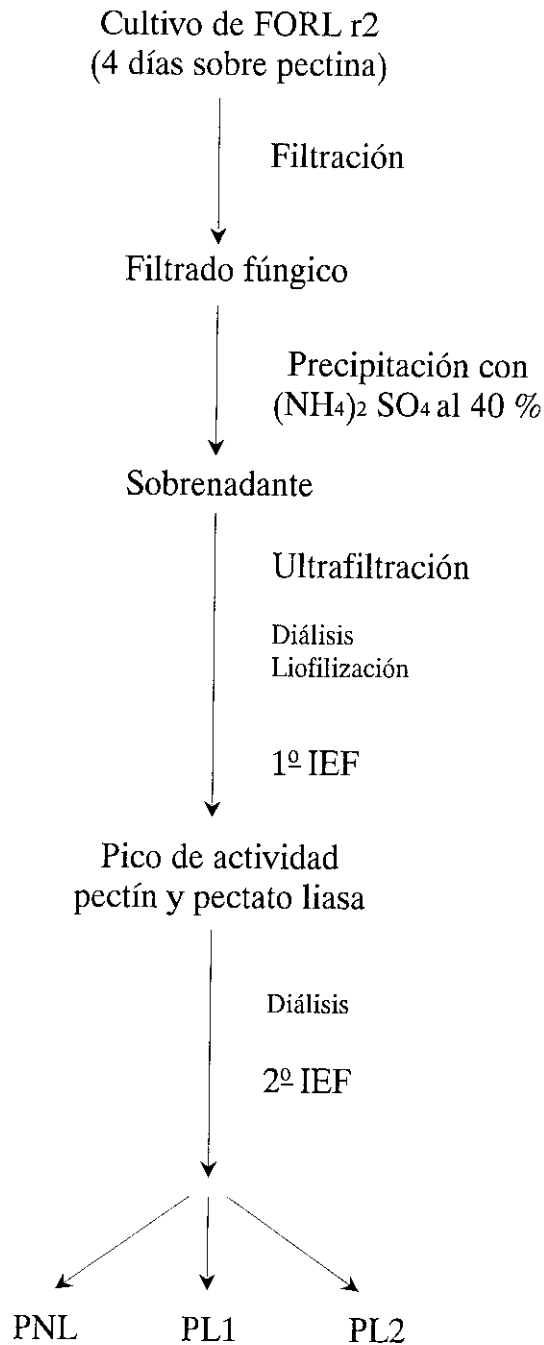 Cultivo de FORL r2
(4 días sobre pectina)
Filtración
Filtrado fúngico
Precipitación con
(NH4)2 SO4 al 40 %
Sobrenadante
Ultrafiltración
Diálisis
Liofilización
1º IEF
Pico de actividad
pectín y pectato liasa
Diálisis
2º IEF
PNL PL1 PL2